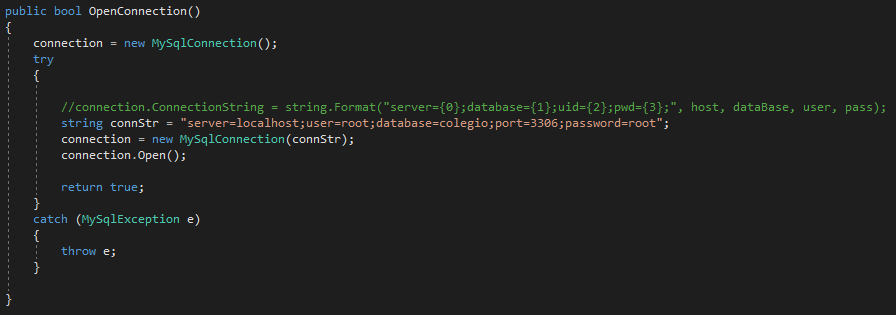 public bool OpenConnection()
{
connection = new MySqlConnection();
try
{
//connection.ConnectionString = string.Format("server={0};database={1};uid={2};pwd={3};", host, dataBase, user, pass);
string connStr = "server=localhost;user=root;database=colegio;port=3306;password=root";
connection = new MySqlConnection(connStr);
connection.Open();
return true;
}
catch (MySqlException e)
{
throw e;
}
}